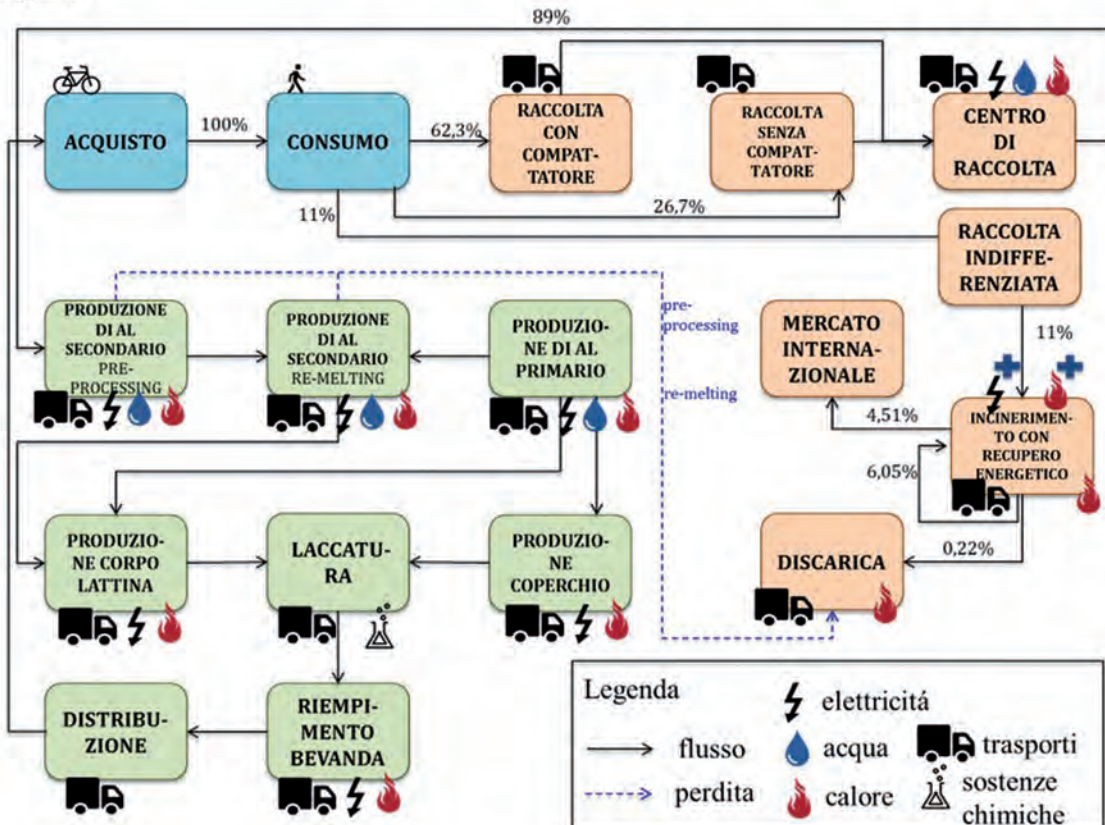 89%
ACQUISTO
100%
CONSUMO
62,3%
RACCOLTA
CON
COMPAT-
TATORE
RACCOLTA
SENZA
COMPAT-
TATORE
CENTRO
DI
RACCOLTA
11%
26,7%
RACCOLTA
INDIFFE-
RENZIATA
11%
PRODUZIONE
DI AL
SECONDARIO
PRE-
PROCESSING
PRODUZIONE
DI AL
SECONDARIO
RE-MELTING
PRODUZIO-
NE DI AL
PRIMARIO
pre-
processing
re-melting
MERCATO
INTERNA-
ZIONALE
4,51%
INCINERIMEN-
TO CON
RECUPERO
ENERGETICO
6,05%
0,22%
PRODUZIO-
NE CORPO
LATTINA
LACCATU-
RA
PRODUZIO-
NE
COPERCHIO
DISCARICA
DISTRIBU-
ZIONE
RIEMPI-
MENTO
BEVANDA
Legenda
flusso
perdita
elettricitá
acqua
calore
trasporti
sostenze
chimiche